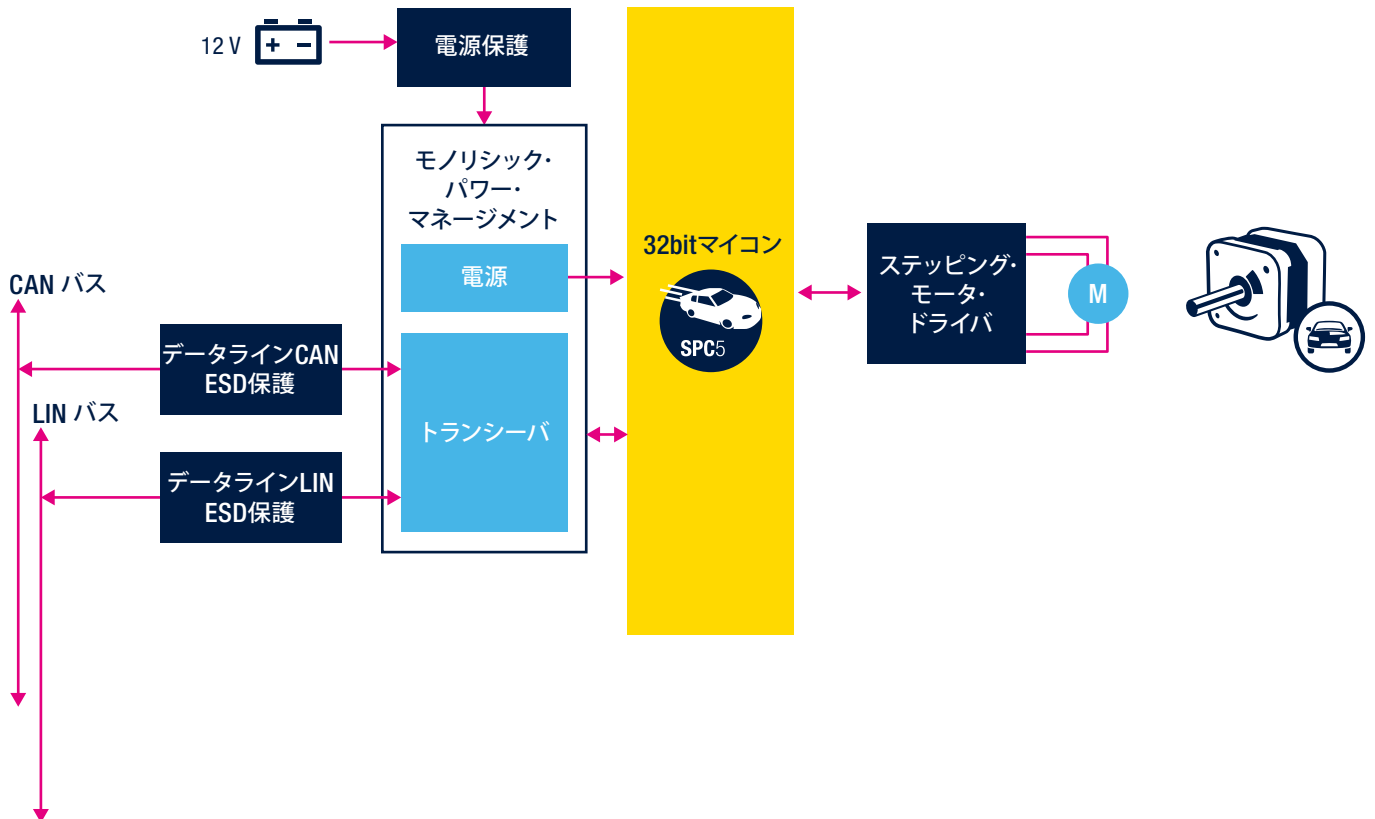 12 V
電源保護
モノリシック・
パワー・
マネージメント
電源
トランシーバ
CAN バス
データラインCAN
ESD保護
LIN バス
データラインLIN
ESD保護
32bitマイコン
SPC5
ステッピング・
モータ・
ドライバ
M